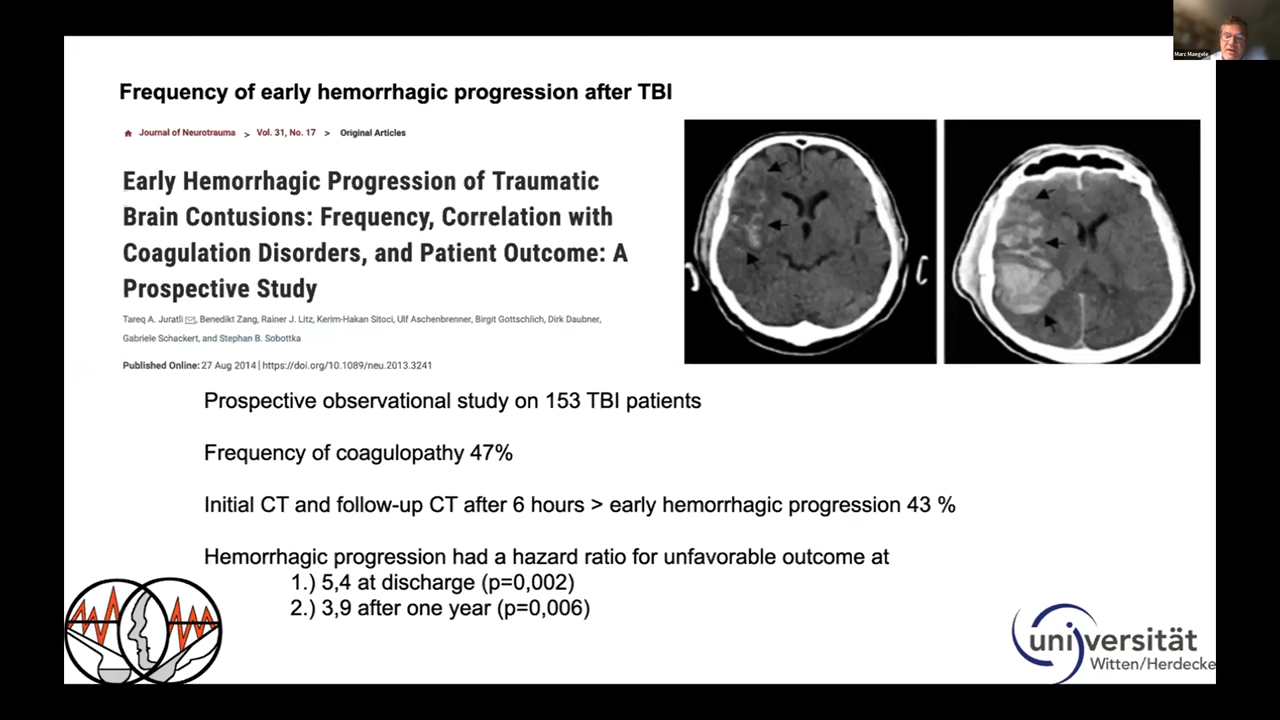 Marc Maegele
Frequency of early hemorrhagic progression after TBI
Journal of Neurotrauma > Vol. 31, No. 17 > Original Articles
Early Hemorrhagic Progression of Traumatic
Brain Contusions: Frequency, Correlation with
Coagulation Disorders, and Patient Outcome: A
Prospective Study
Tareq A. Juratli, Benedikt Zang, Rainer J. Litz, Kerim-Hakan Sitoci, Ulf Aschenbrenner, Birgit Gottschlich, Dirk Daubner,
Gabriele Schackert, and Stephan B. Sobottka
Published Online: 27 Aug 2014 | https://doi.org/10.1089/neu.2013.3241
Prospective observational study on 153 TBI patients
Frequency of coagulopathy 47%
Initial CT and follow-up CT after 6 hours > early hemorrhagic progression 43 %
Hemorrhagic progression had a hazard ratio for unfavorable outcome at
1.) 5,4 at discharge (p=0,002)
2.) 3,9 after one year (p=0,006)
universität
Witten/Herdecke